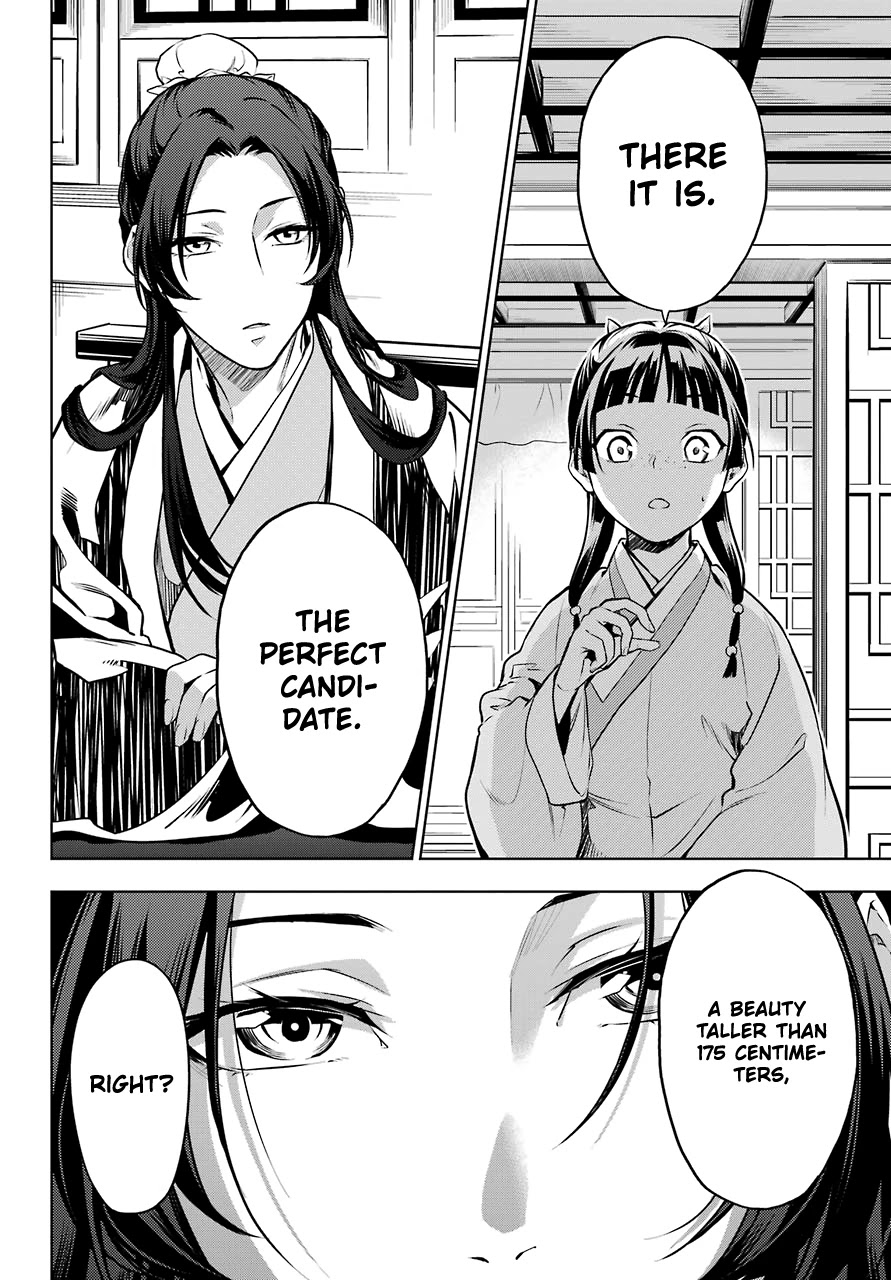 THERE
IT IS.
THE
PERFECT
CANDI-
DATE.
A BEAUTY
TALLER THAN
175 CENTIME-
TERS,
RIGHT?